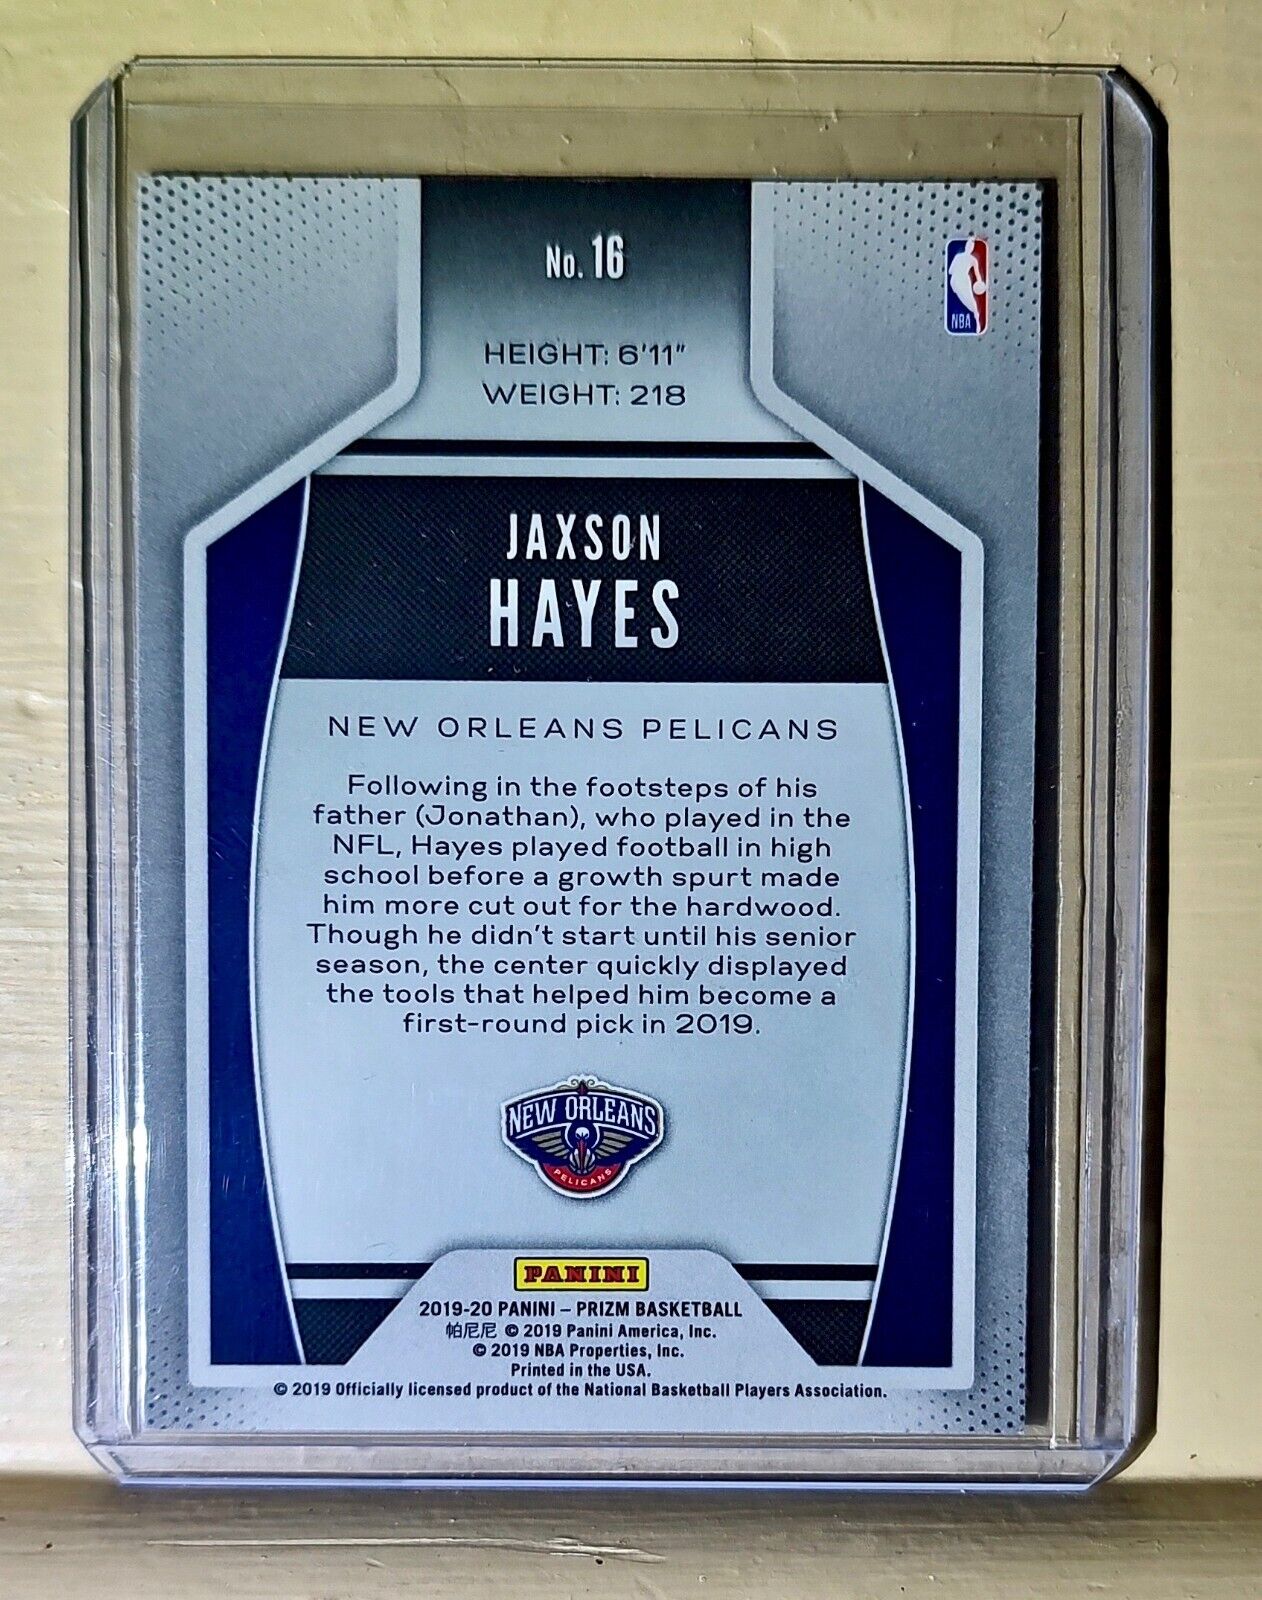 No. 16
NBA
HEIGHT: 6'11"
WEIGHT: 218
JAXSON
HAYES
NEW ORLEANS PELICANS
Following in the footsteps of his
father (Jonathan), who played in the
NFL, Hayes played football in high
school before a growth spurt made
him more cut out for the hardwood.
Though he didn't start until his senior
season, the center quickly displayed
the tools that helped him become a
first-round pick in 2019.
NEW ORLEANS
PELICANS
PANINI
2019-20 PANINI – PRIZM BASKETBALL
帕尼尼 © 2019 Panini America, Inc.
© 2019 NBA Properties, Inc.
Printed in the USA.
© 2019 Officially licensed product of the National Basketball Players Association.